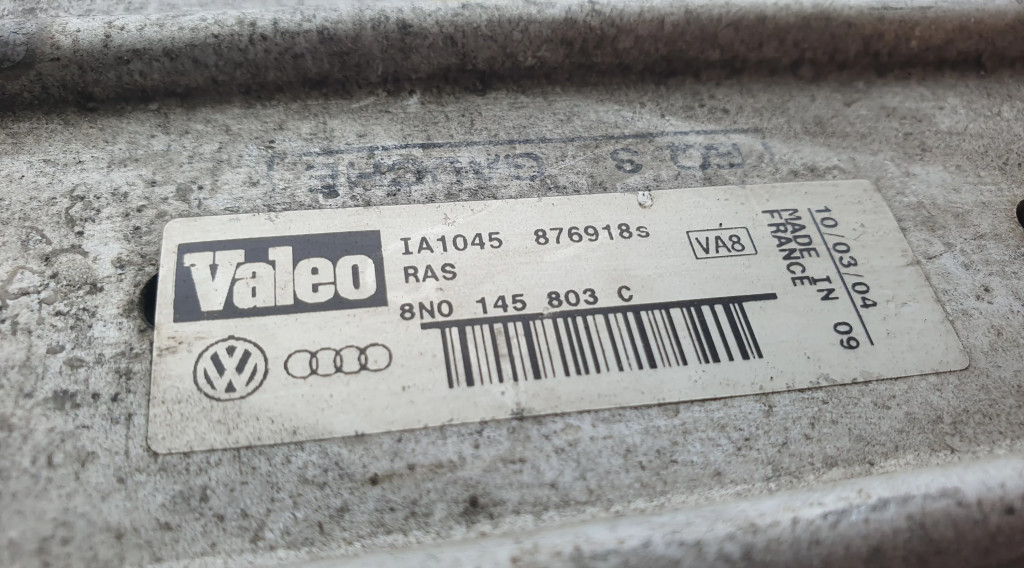 Valeo
IA1045 876918s
RAS
8N0 145 803 C
VA8
10/03/04
MADE IN
FRANCE
09